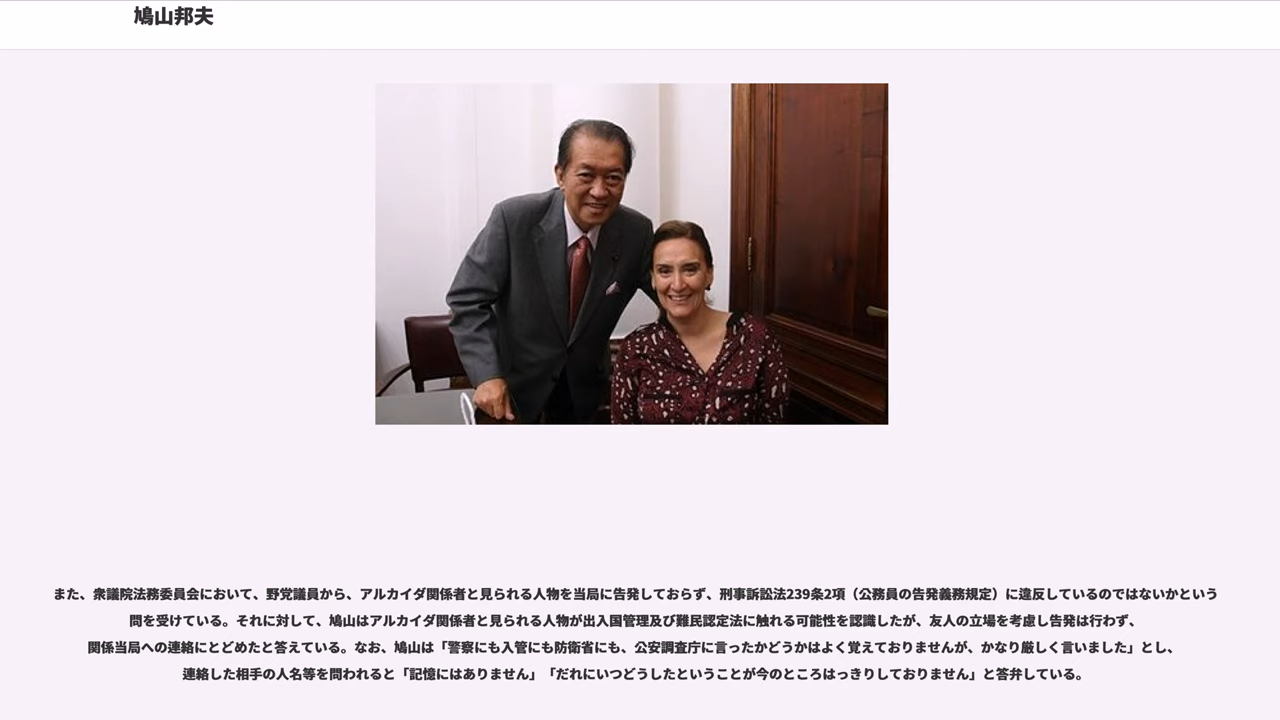 鳩山邦夫
また、衆議院法務委員会において、野党議員から、アルカイダ関係者と見られる人物を当局に告発しておらず、刑事訴訟法239条2項（公務員の告発義務規定）に違反しているのではないかという
問を受けている。それに対して、鳩山はアルカイダ関係者と見られる人物が出入国管理及び難民認定法に触れる可能性を認識したが、友人の立場を考慮し告発は行わず、
関係当局への連絡にとどめたと答えている。なお、鳩山は「警察にも入管にも防衛省にも、公安調査庁に言ったかどうかはよく覚えておりませんが、かなり厳しく言いました」とし、
連絡した相手の人名等を問われると「記憶にはありません」「だれにいつどうしたということが今のところはっきりしておりません」と答弁している。